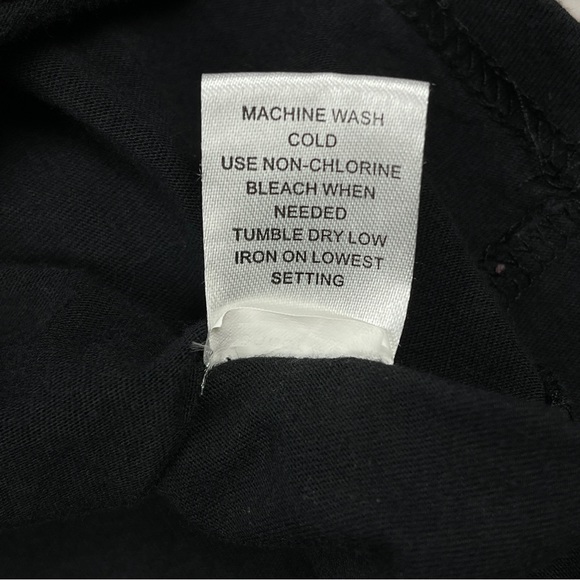 MACHINE WASH
COLD
USE NON-CHLORINE
BLEACH WHEN
NEEDED
TUMBLE DRY LOW
IRON ON LOWEST
SETTING